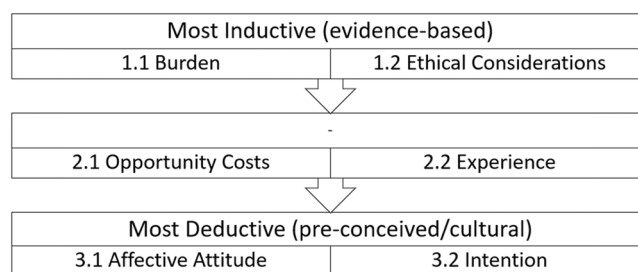 Most Inductive (evidence-based)
1.1 Burden
1.2 Ethical Considerations
-
2.1 Opportunity Costs
2.2 Experience
Most Deductive (pre-conceived/cultural)
3.1 Affective Attitude
3.2 Intention